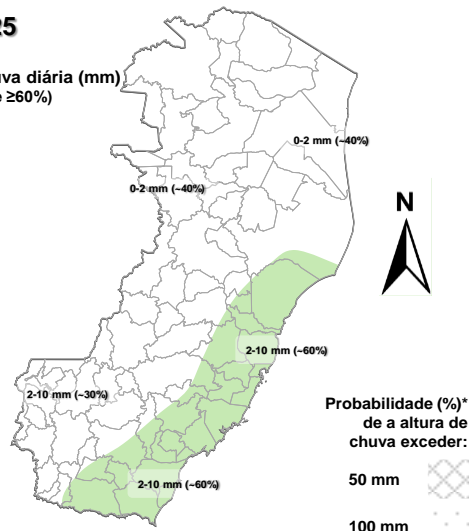 25
uva diária (mm)
e ≥60%)
0-2 mm (~40%)
0-2 mm (~40%)
N
2-10 mm (~60%)
2-10 mm (~30%)
Probabilidade (%)*
de a altura de
chuva exceder:
50 mm
2-10 mm (~60%)
100 mm